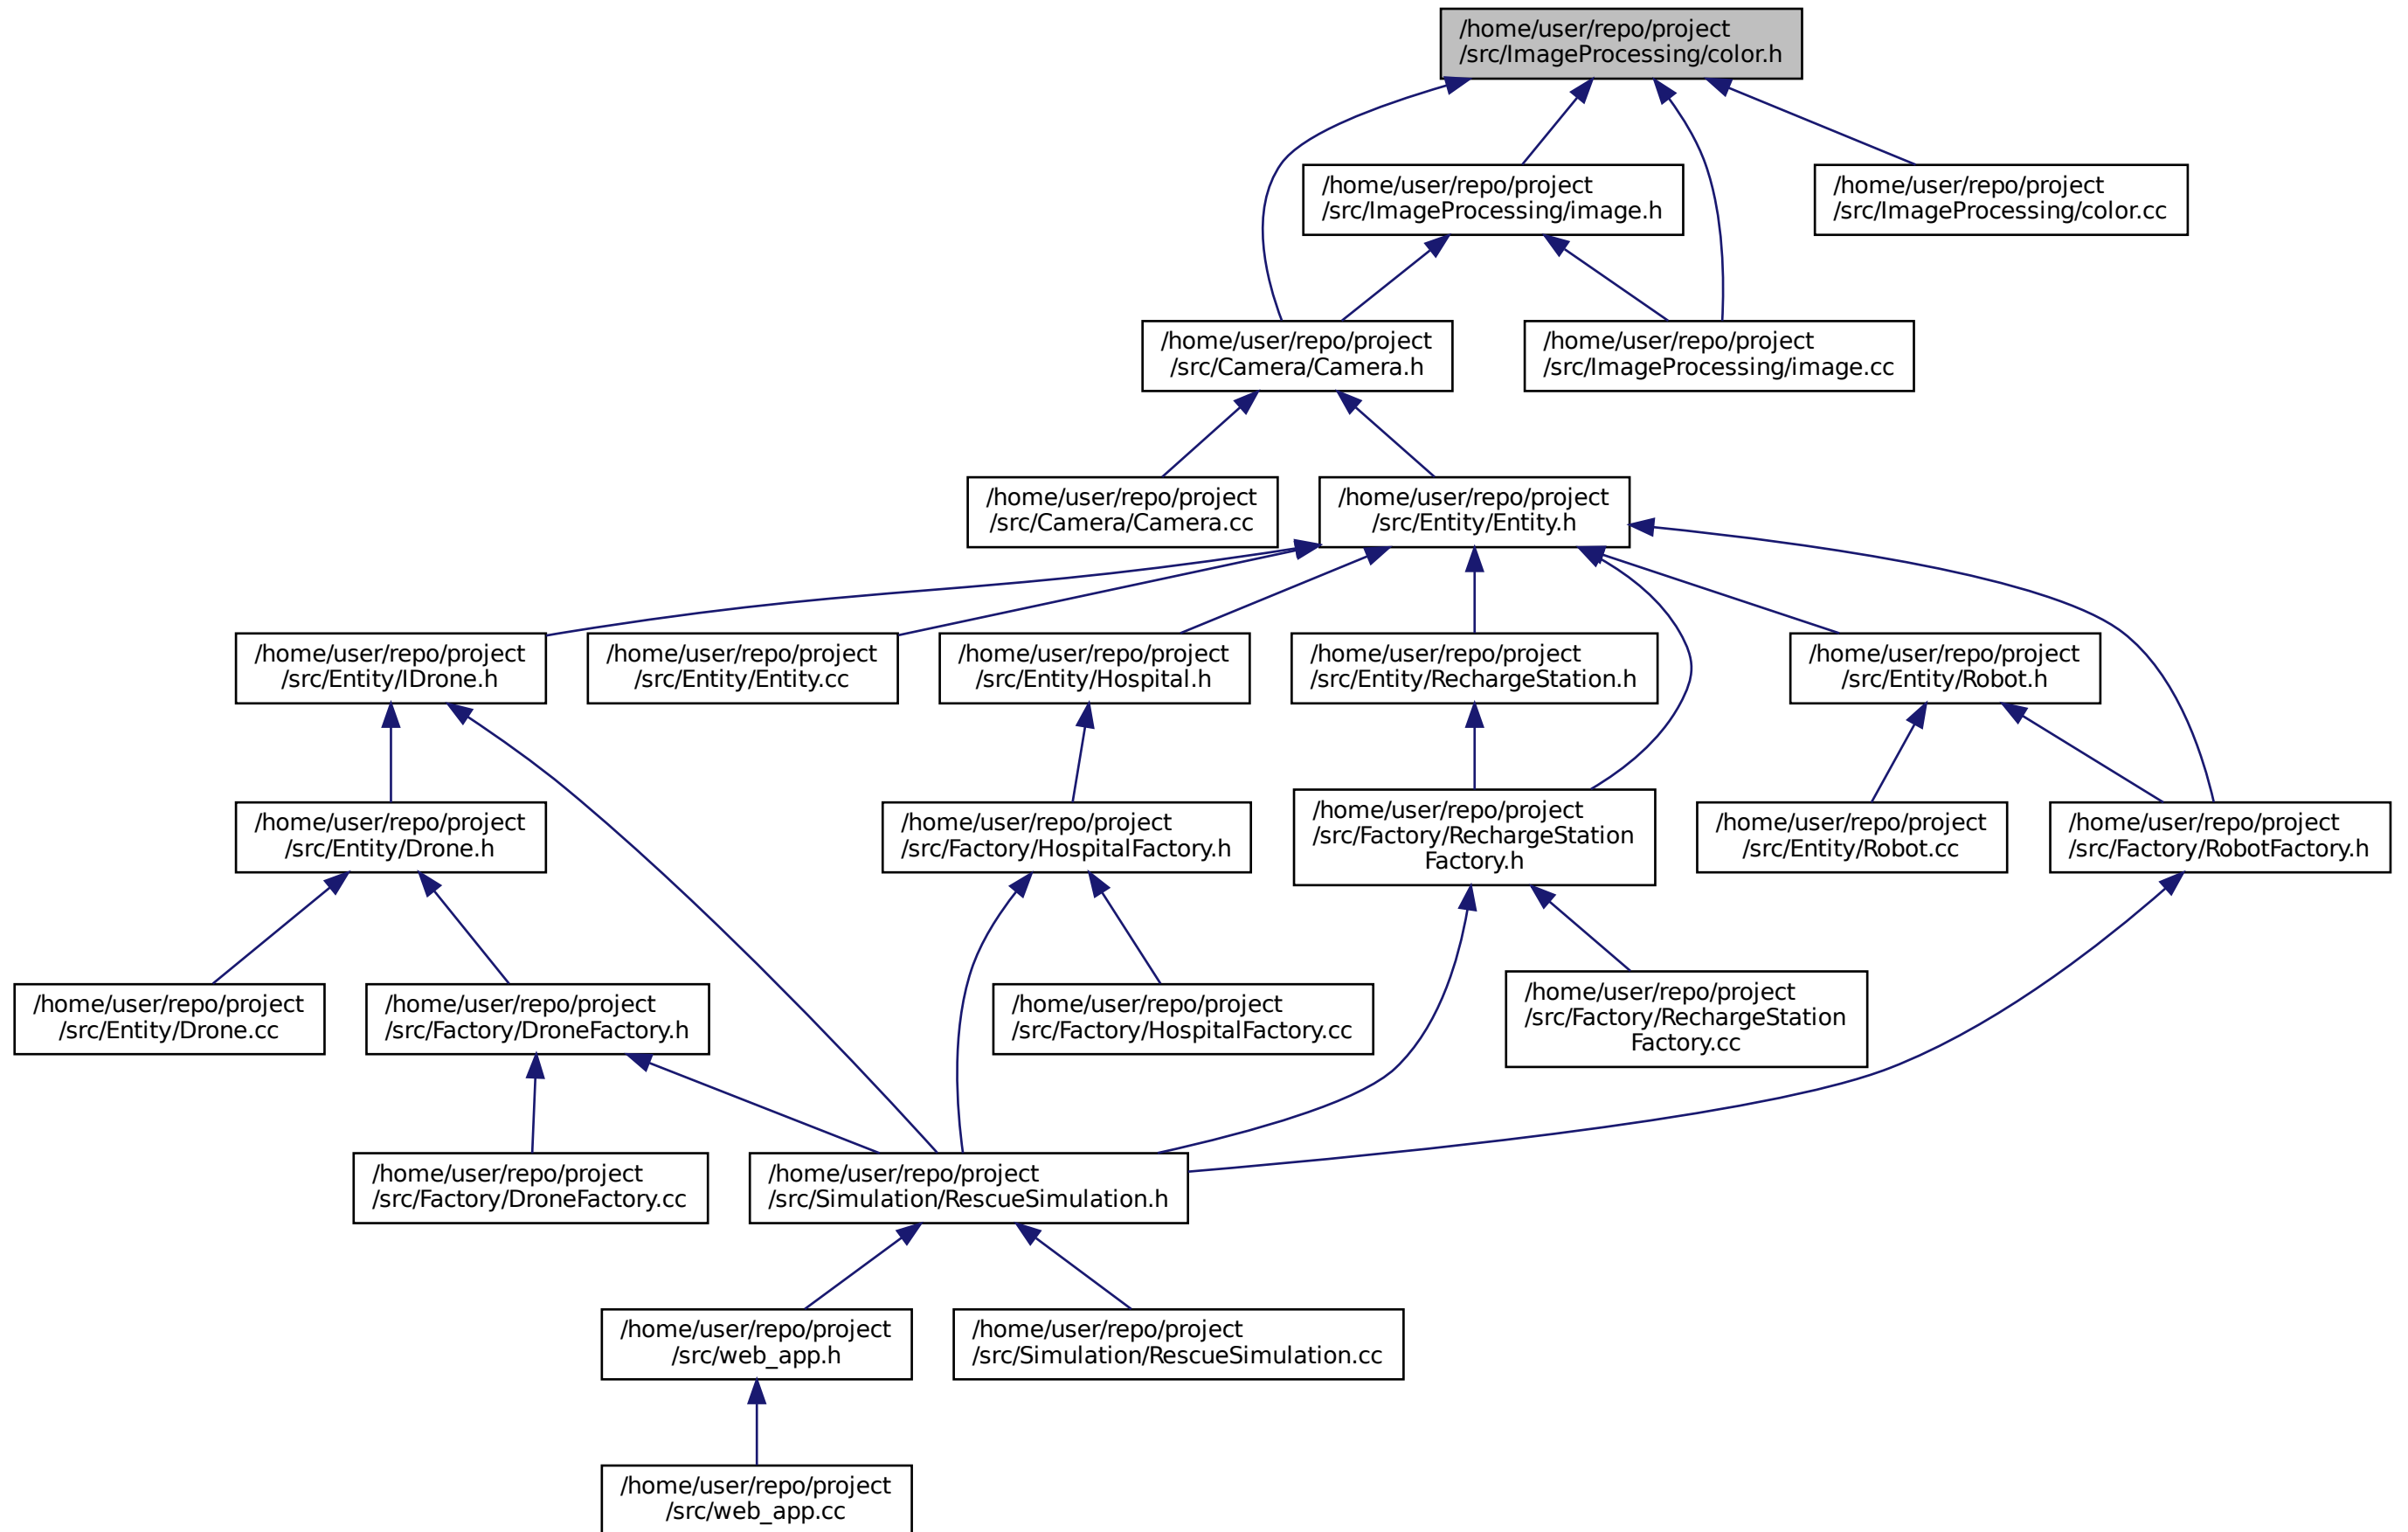 /home/user/repo/project
/src/ImageProcessing/color.h
/home/user/repo/project
/src/ImageProcessing/image.h
/home/user/repo/project
/src/ImageProcessing/color.cc
/home/user/repo/project
/src/Camera/Camera.h
/home/user/repo/project
/src/ImageProcessing/image.cc
/home/user/repo/project
/src/Camera/Camera.cc
/home/user/repo/project
/src/Entity/Entity.h
/home/user/repo/project
/src/Entity/IDrone.h
/home/user/repo/project
/src/Entity/Entity.cc
/home/user/repo/project
/src/Entity/Hospital.h
/home/user/repo/project
/src/Entity/RechargeStation.h
/home/user/repo/project
/src/Entity/Robot.h
/home/user/repo/project
/src/Entity/Drone.h
/home/user/repo/project
/src/Factory/HospitalFactory.h
/home/user/repo/project
/src/Factory/RechargeStation
Factory.h
/home/user/repo/project
/src/Entity/Robot.cc
/home/user/repo/project
/src/Factory/RobotFactory.h
/home/user/repo/project
/src/Entity/Drone.cc
/home/user/repo/project
/src/Factory/DroneFactory.h
/home/user/repo/project
/src/Factory/HospitalFactory.cc
/home/user/repo/project
/src/Factory/RechargeStation
Factory.cc
/home/user/repo/project
/src/Factory/DroneFactory.cc
/home/user/repo/project
/src/Simulation/RescueSimulation.h
/home/user/repo/project
/src/web_app.h
/home/user/repo/project
/src/Simulation/RescueSimulation.cc
/home/user/repo/project
/src/web_app.cc